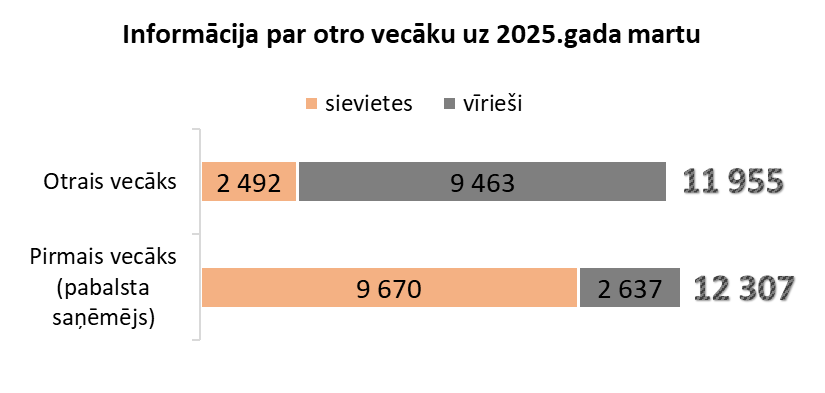 Informācija par otro vecāku uz 2025.gada martu
sievietes vīrieši
Otrais vecāks 2 492 9 463 11 955
Pirmais vecāks
(pabalsta 9 670 2 637 12 307
saņēmējs)